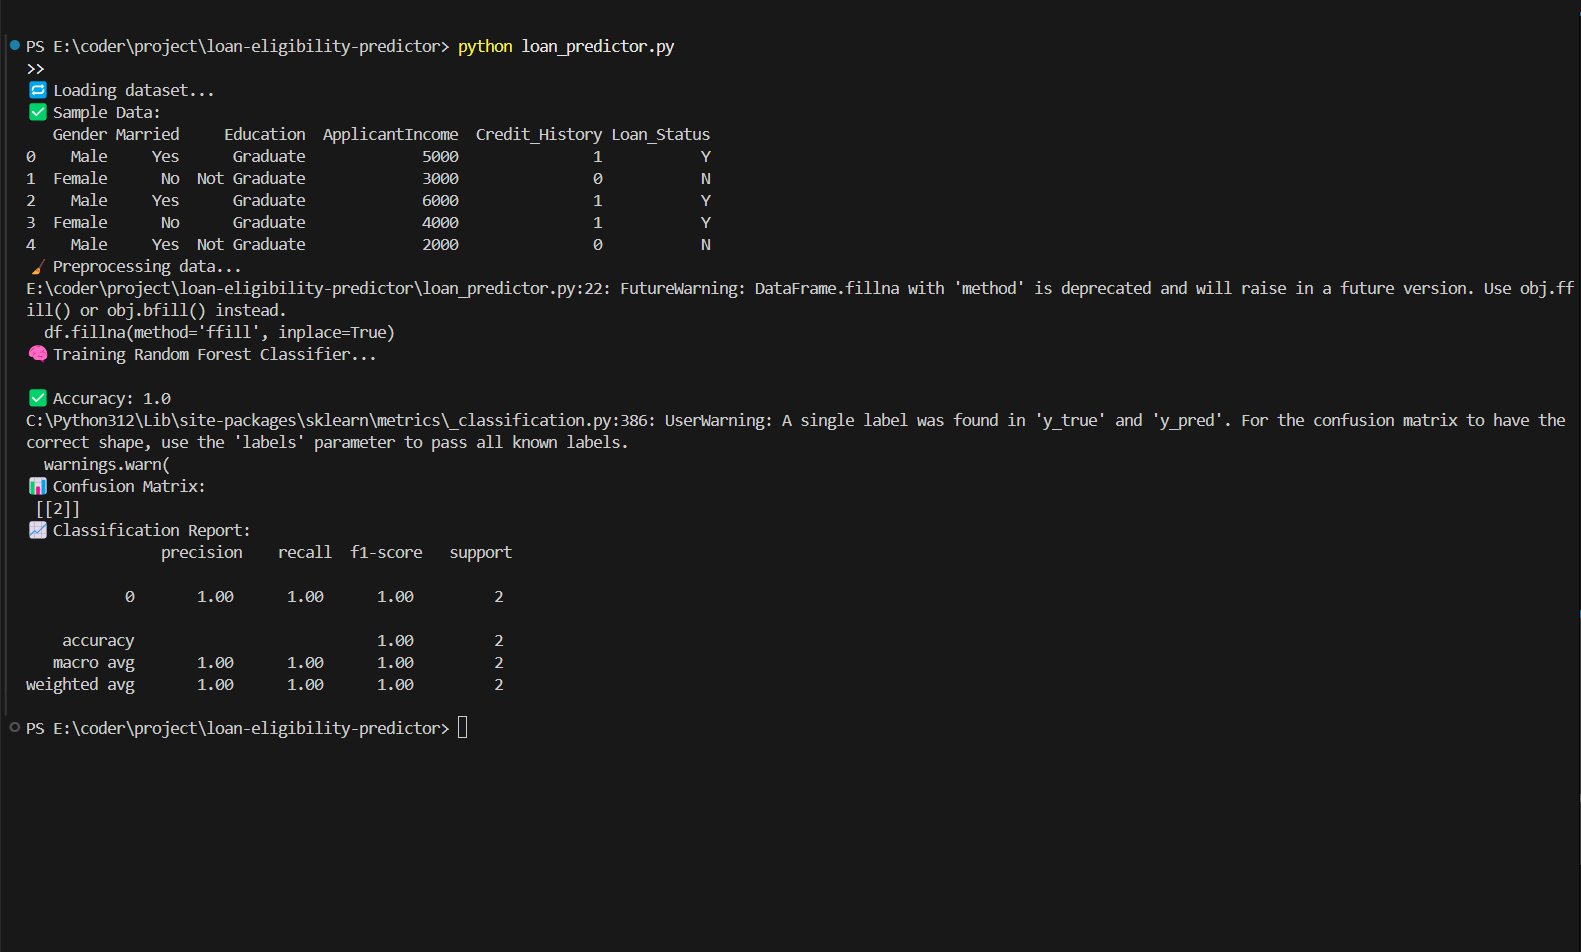 PS E:\coder\project\loan-eligibility-predictor> python loan_predictor.py
>>
🔁 Loading dataset...
✅ Sample Data:
   Gender Married     Education  ApplicantIncome  Credit_History Loan_Status
0    Male     Yes      Graduate             5000               1           Y
1  Female      No  Not Graduate             3000               0           N
2    Male     Yes      Graduate             6000               1           Y
3  Female      No      Graduate             4000               1           Y
4    Male     Yes  Not Graduate             2000               0           N
🧹 Preprocessing data...
E:\coder\project\loan-eligibility-predictor\loan_predictor.py:22: FutureWarning: DataFrame.fillna with 'method' is deprecated and will raise in a future version. Use obj.ff
ill() or obj.bfill() instead.
  df.fillna(method='ffill', inplace=True)
🧠 Training Random Forest Classifier...
✅ Accuracy: 1.0
C:\Python312\Lib\site-packages\sklearn\metrics\_classification.py:386: UserWarning: A single label was found in 'y_true' and 'y_pred'. For the confusion matrix to have the
correct shape, use the 'labels' parameter to pass all known labels.
  warnings.warn(
📊 Confusion Matrix:
 [[2]]
📈 Classification Report:
               precision    recall  f1-score   support
           0       1.00      1.00      1.00         2
    accuracy                           1.00         2
   macro avg       1.00      1.00      1.00         2
weighted avg       1.00      1.00      1.00         2
PS E:\coder\project\loan-eligibility-predictor>